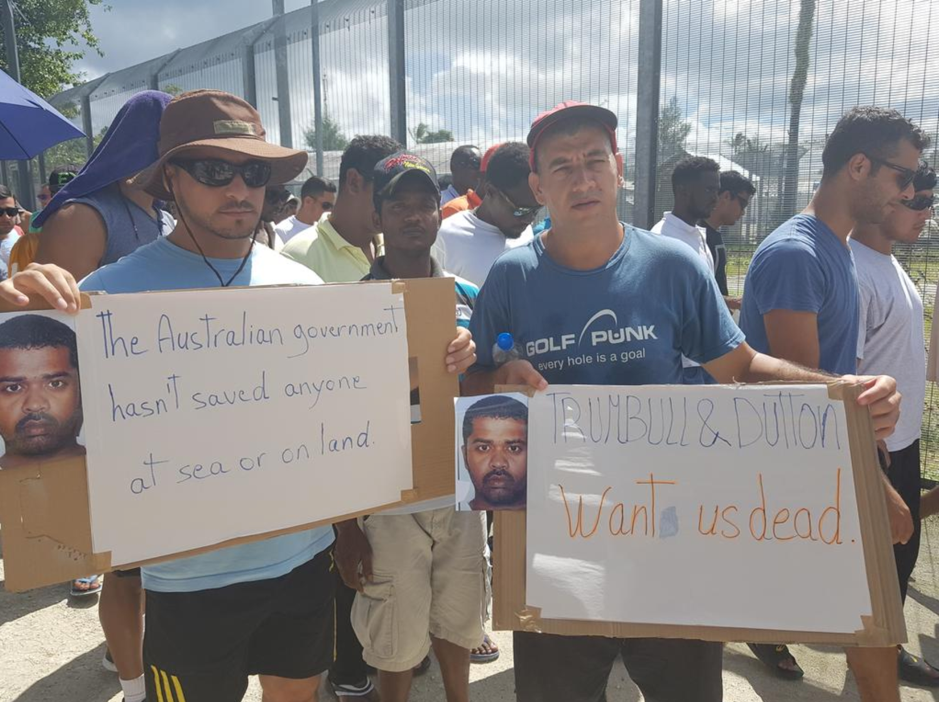 The Australian government
hasn't saved anyone
at sea or on land.
GOLF PUNK
every hole is a goal
TRUMBULL & DUTTON
Want us dead.